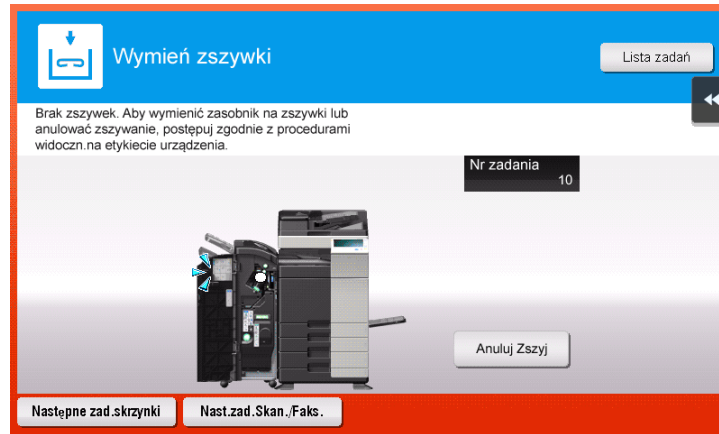 Wymień zszywki
Lista zadań
Brak zszywek. Aby wymienić zasobnik na zszywki lub
anulować zszywanie, postępuj zgodnie z procedurami
widoczn.na etykiecie urządzenia.
Nr zadania
10
Anuluj Zszyj
Następne zad.skrzynki
Nast.zad.Skan./Faks.